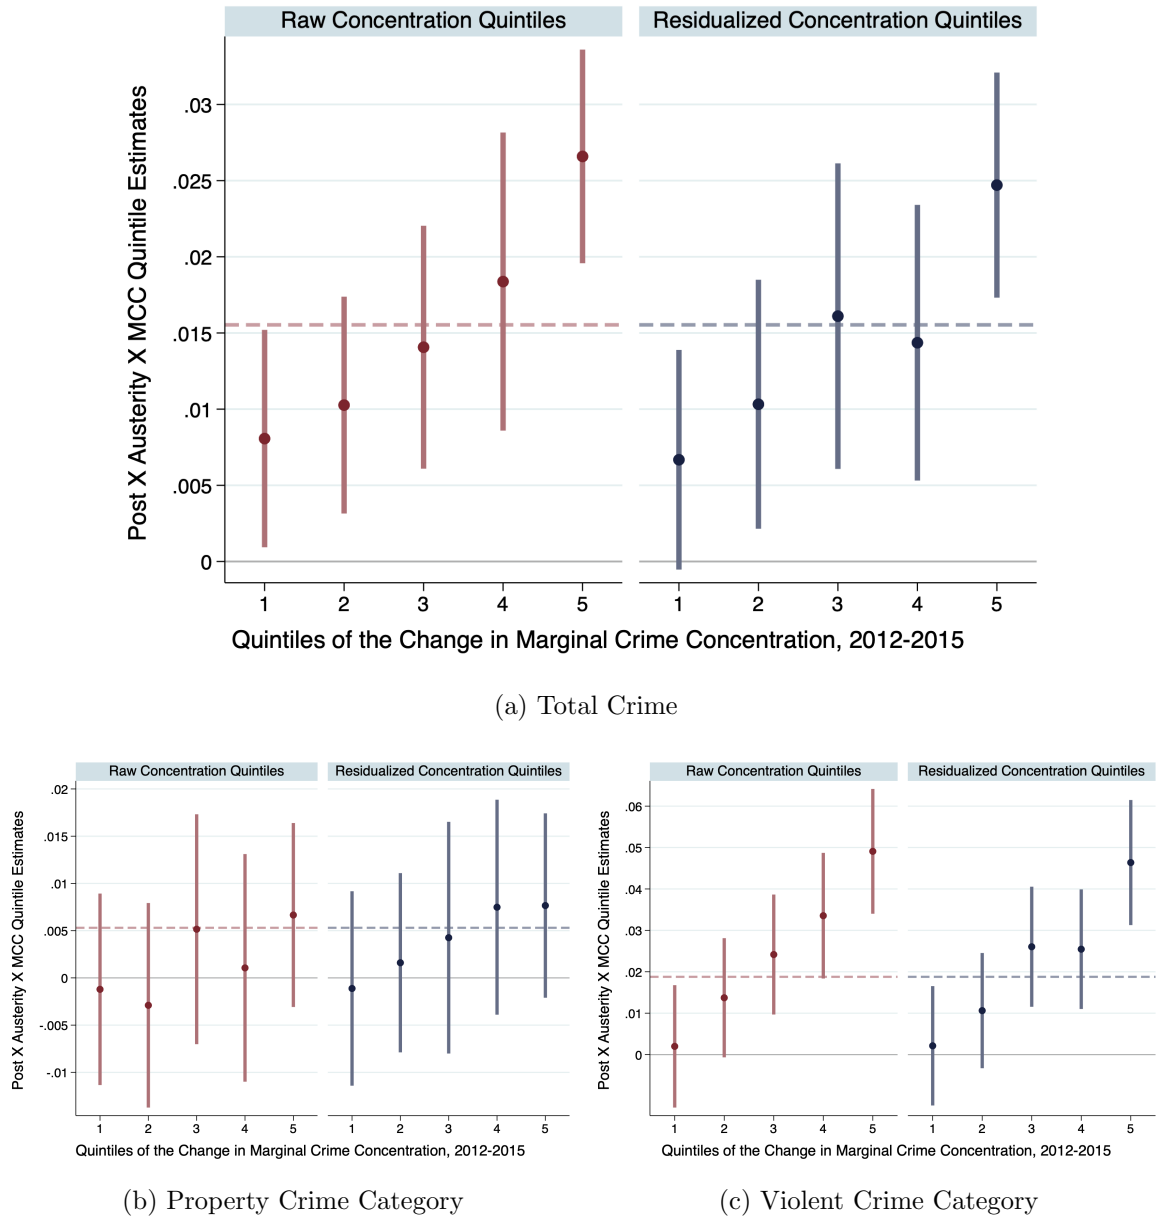 Raw Concentration Quintiles
Residualized Concentration Quintiles
Post X Austerity X MCC Quintile Estimates
.03
.025
.02
.015
.01
.005
0
1 2 3 4 5
1 2 3 4 5
Quintiles of the Change in Marginal Crime Concentration, 2012-2015
(a) Total Crime
Raw Concentration Quintiles
Residualized Concentration Quintiles
Post X Austerity X MCC Quintile Estimates
.02
.015
.01
.005
0
-.005
-.01
1 2 3 4 5
1 2 3 4 5
Quintiles of the Change in Marginal Crime Concentration, 2012-2015
(b) Property Crime Category
Raw Concentration Quintiles
Residualized Concentration Quintiles
Post X Austerity X MCC Quintile Estimates
.06
.05
.04
.03
.02
.01
0
1 2 3 4 5
1 2 3 4 5
Quintiles of the Change in Marginal Crime Concentration, 2012-2015
(c) Violent Crime Category